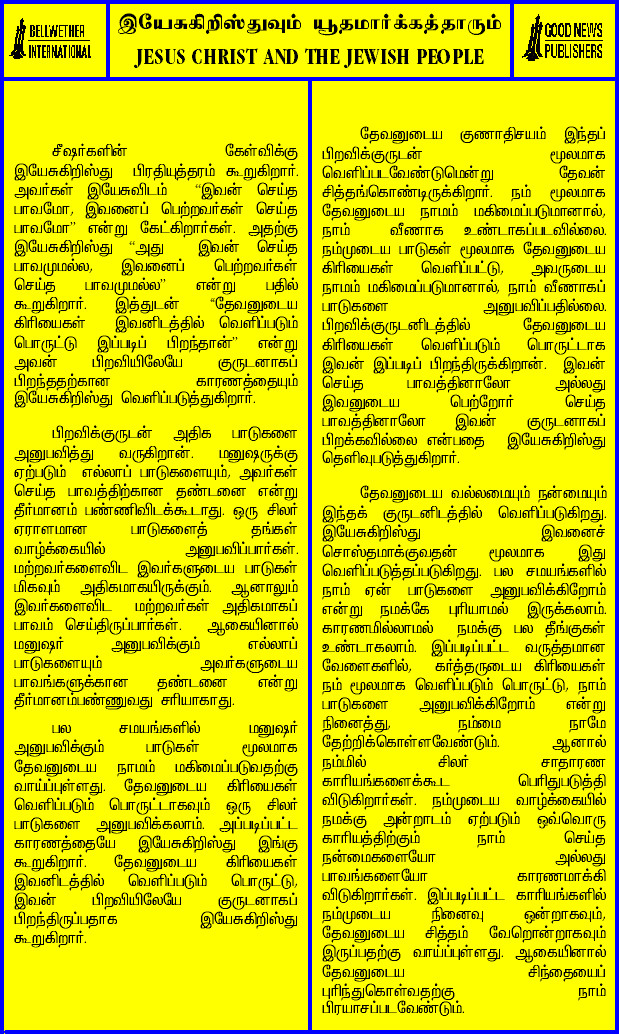 BELLWETHER
INTERNATIONAL
இயேசுகிறிஸ்துவும் யூதமார்க்கத்தாரும்
JESUS CHRIST AND THE JEWISH PEOPLE
GOOD NEWS
PUBLISHERS
சீஷர்களின் கேள்விக்கு
இயேசுகிறிஸ்து பிரதியுத்தரம் கூறுகிறார்.
அவர்கள் இயேசுவிடம் “இவன் செய்த
பாவமோ, இவனைப் பெற்றவர்கள் செய்த
பாவமோ” என்று கேட்கிறார்கள். அதற்கு
இயேசுகிறிஸ்து “அது இவன் செய்த
பாவமுமல்ல, இவனைப் பெற்றவர்கள்
செய்த பாவமுமல்ல” என்று பதில்
கூறுகிறார். இத்துடன் “தேவனுடைய
கிரியைகள் இவனிடத்தில் வெளிப்படும்
பொருட்டு இப்படிப் பிறந்தான்” என்று
அவன் பிறவியிலேயே குருடனாகப்
பிறந்ததற்கான காரணத்தையும்
இயேசுகிறிஸ்து வெளிப்படுத்துகிறார்.
பிறவிக்குருடன் அதிக பாடுகளை
அனுபவித்து வருகிறான். மனுஷருக்கு
ஏற்படும் எல்லாப் பாடுகளையும், அவர்கள்
செய்த பாவத்திற்கான தண்டனை என்று
தீர்மானம் பண்ணிவிடக்கூடாது. ஒரு சிலர்
ஏராளமான பாடுகளைத் தங்கள்
வாழ்க்கையில் அனுபவிப்பார்கள்.
மற்றவர்களைவிட இவர்களுடைய பாடுகள்
மிகவும் அதிகமாகயிருக்கும். ஆனாலும்
இவர்களைவிட மற்றவர்கள் அதிகமாகப்
பாவம் செய்திருப்பார்கள். ஆகையினால்
மனுஷர் அனுபவிக்கும் எல்லாப்
பாடுகளையும் அவர்களுடைய
பாவங்களுக்கான தண்டனை என்று
தீர்மானம்பண்ணுவது சரியாகாது.
பல சமயங்களில் மனுஷர்
அனுபவிக்கும் பாடுகள் மூலமாக
தேவனுடைய நாமம் மகிமைப்படுவதற்கு
வாய்ப்புள்ளது. தேவனுடைய கிரியைகள்
வெளிப்படும் பொருட்டாகவும் ஒரு சிலர்
பாடுகளை அனுபவிக்கலாம். அப்படிப்பட்ட
காரணத்தையே இயேசுகிறிஸ்து இங்கு
கூறுகிறார். தேவனுடைய கிரியைகள்
இவனிடத்தில் வெளிப்படும் பொருட்டு,
இவன் பிறவியிலேயே குருடனாகப்
பிறந்திருப்பதாக இயேசுகிறிஸ்து
கூறுகிறார்.
தேவனுடைய குணாதிசயம் இந்தப்
பிறவிக்குருடன் மூலமாக
வெளிப்படவேண்டுமென்று தேவன்
சித்தங்கொண்டிருக்கிறார். நம் மூலமாக
தேவனுடைய நாமம் மகிமைப்படுமானால்,
நாம் வீணாக உண்டாகப்படவில்லை.
நம்முடைய பாடுகள் மூலமாக தேவனுடைய
கிரியைகள் வெளிப்பட்டு, அவருடைய
நாமம் மகிமைப்படுமானால், நாம் வீணாகப்
பாடுகளை அனுபவிப்பதில்லை.
பிறவிக்குருடனிடத்தில் தேவனுடைய
கிரியைகள் வெளிப்படும் பொருட்டாக
இவன் இப்படிப் பிறந்திருக்கிறான். இவன்
செய்த பாவத்தினாலோ அல்லது
இவனுடைய பெற்றோர் செய்த
பாவத்தினாலோ இவன் குருடனாகப்
பிறக்கவில்லை என்பதை இயேசுகிறிஸ்து
தெளிவுபடுத்துகிறார்.
தேவனுடைய வல்லமையும் நன்மையும்
இந்தக் குருடனிடத்தில் வெளிப்படுகிறது.
இயேசுகிறிஸ்து இவனைச்
சொஸ்தமாக்குவதன் மூலமாக இது
வெளிப்படுத்தப்படுகிறது. பல சமயங்களில்
நாம் ஏன் பாடுகளை அனுபவிக்கிறோம்
என்று நமக்கே புரியாமல் இருக்கலாம்.
காரணமில்லாமல் நமக்கு பல தீங்குகள்
உண்டாகலாம். இப்படிப்பட்ட வருத்தமான
வேளைகளில், கர்த்தருடைய கிரியைகள்
நம் மூலமாக வெளிப்படும் பொருட்டு, நாம்
பாடுகளை அனுபவிக்கிறோம் என்று
நினைத்து, நம்மை நாமே
தேற்றிக்கொள்ளவேண்டும். ஆனால்
நம்மில் சிலர் சாதாரண
காரியங்களைக்கூட பெரிதுபடுத்தி
விடுகிறார்கள். நம்முடைய வாழ்க்கையில்
நமக்கு அன்றாடம் ஏற்படும் ஒவ்வொரு
காரியத்திற்கும் நாம் செய்த
நன்மைகளையோ அல்லது
பாவங்களையோ காரணமாக்கி
விடுகிறார்கள். இப்படிப்பட்ட காரியங்களில்
நம்முடைய நினைவு ஒன்றாகவும்,
தேவனுடைய சித்தம் வேறொன்றாகவும்
இருப்பதற்கு வாய்ப்புள்ளது. ஆகையினால்
தேவனுடைய சிந்தையைப்
புரிந்துகொள்வதற்கு நாம்
பிரயாசப்படவேண்டும்.